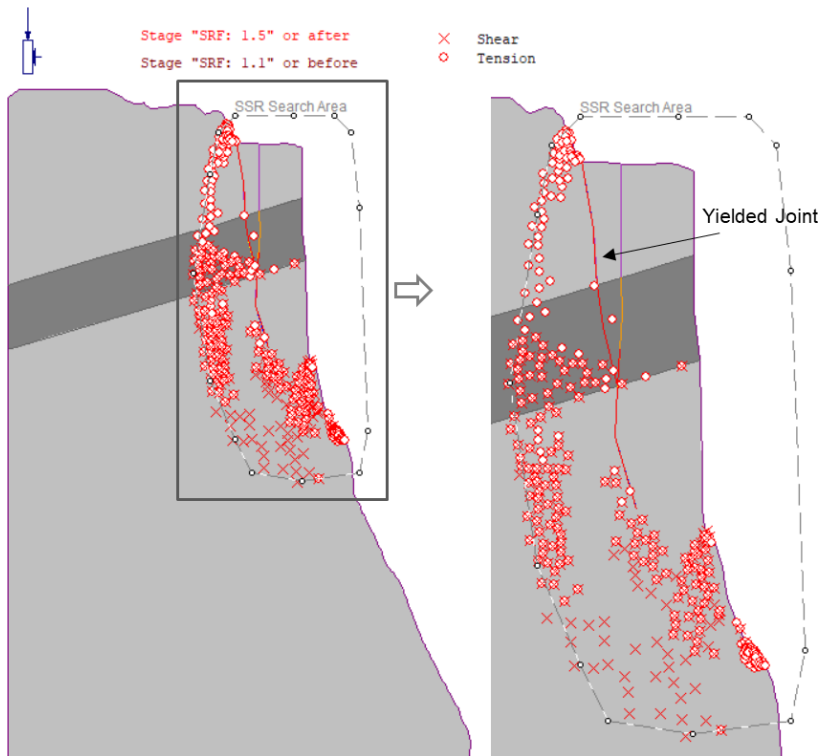 Stage "SRF: 1.5" or after
Stage "SRF: 1.1" or before
Shear
Tension
SSR Search Area
SSR Search Area
Yielded Joint